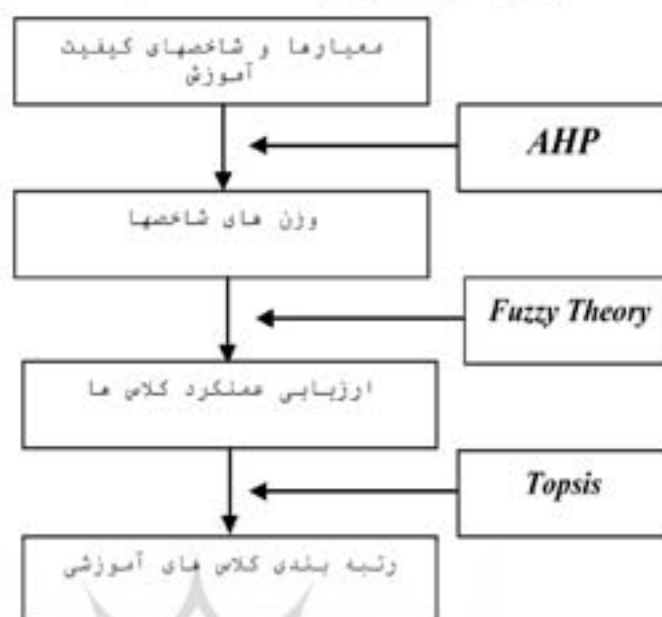 معیارها و شاخصهای کیفیت
آموزش
AHP
وزن های شاخصها
Fuzzy Theory
ارزیابی عملکرد کلاس ها
Topsis
رتبه بندی کلاس های آموزشی